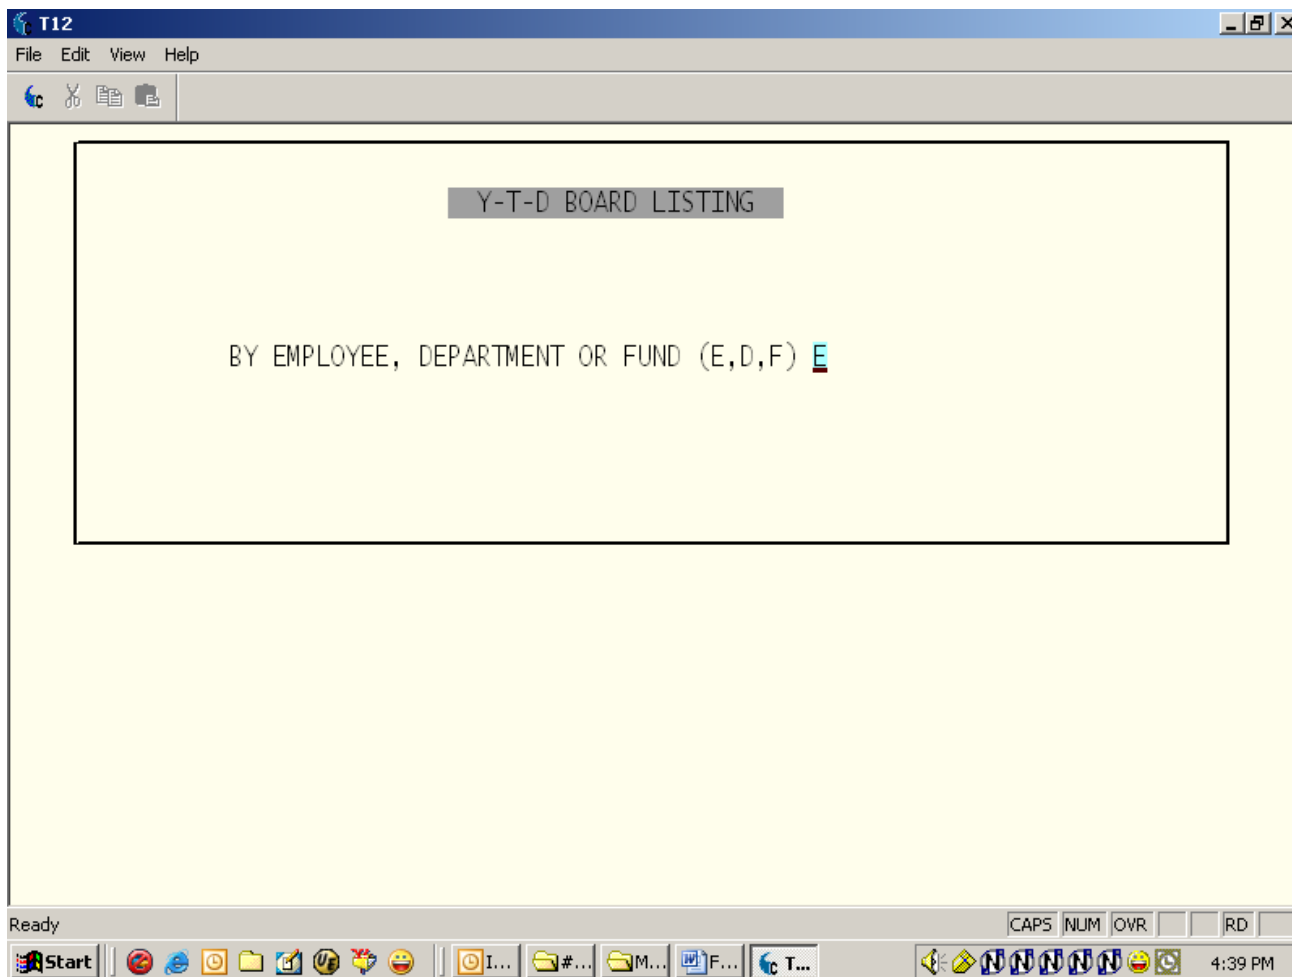 T12
File Edit View Help
Y-T-D BOARD LISTING
BY EMPLOYEE, DEPARTMENT OR FUND (E,D,F) E
Ready
CAPS NUM OVR RD
Start I... #... M... F... T... 4:39 PM